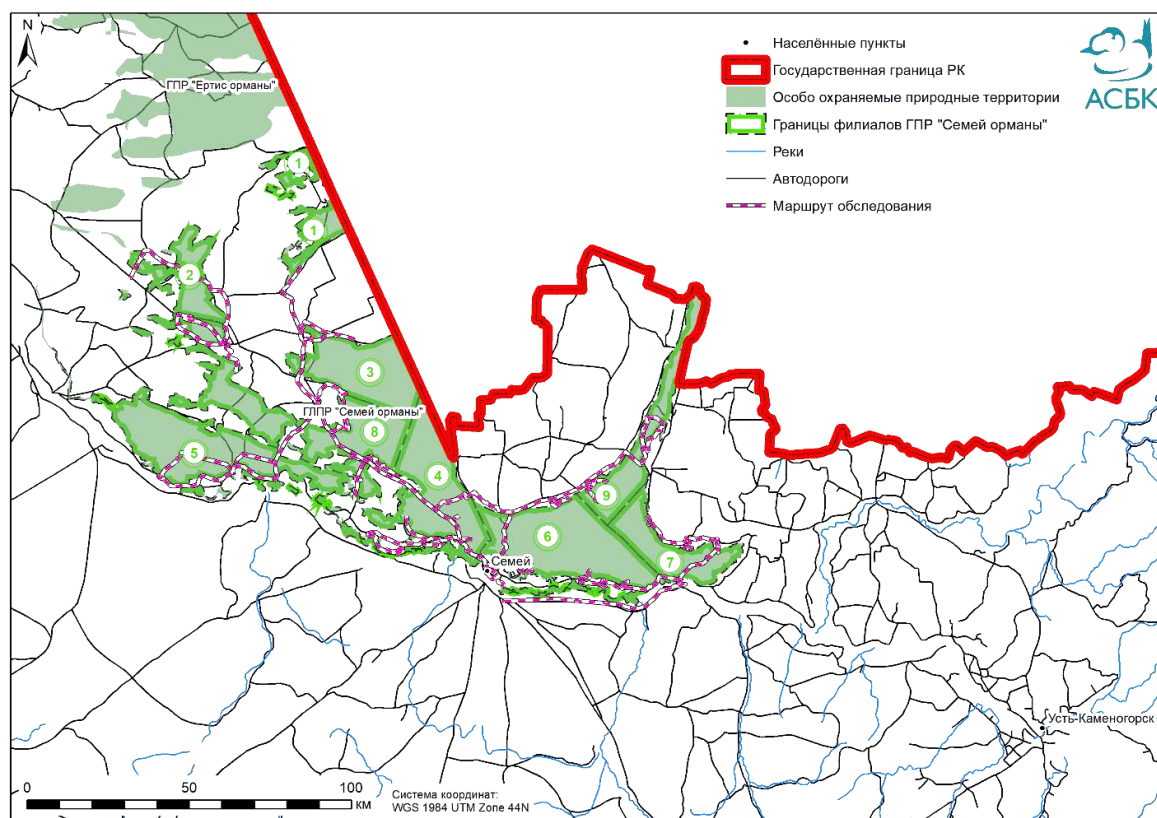 N
ГПР "Ертис орманы"
Населённые пункты
Государственная граница РК
Особо охраняемые природные территории
Границы филиалов ГПР "Семей орманы"
Реки
Автодороги
Маршрут обследования
АСБК
1
1
2
3
ГЛПР "Семей орманы"
8
5
4
9
6
7
Семей
Усть-Каменогорск
0 50 100
КМ
Система координат:
WGS 1984 UTM Zone 44N